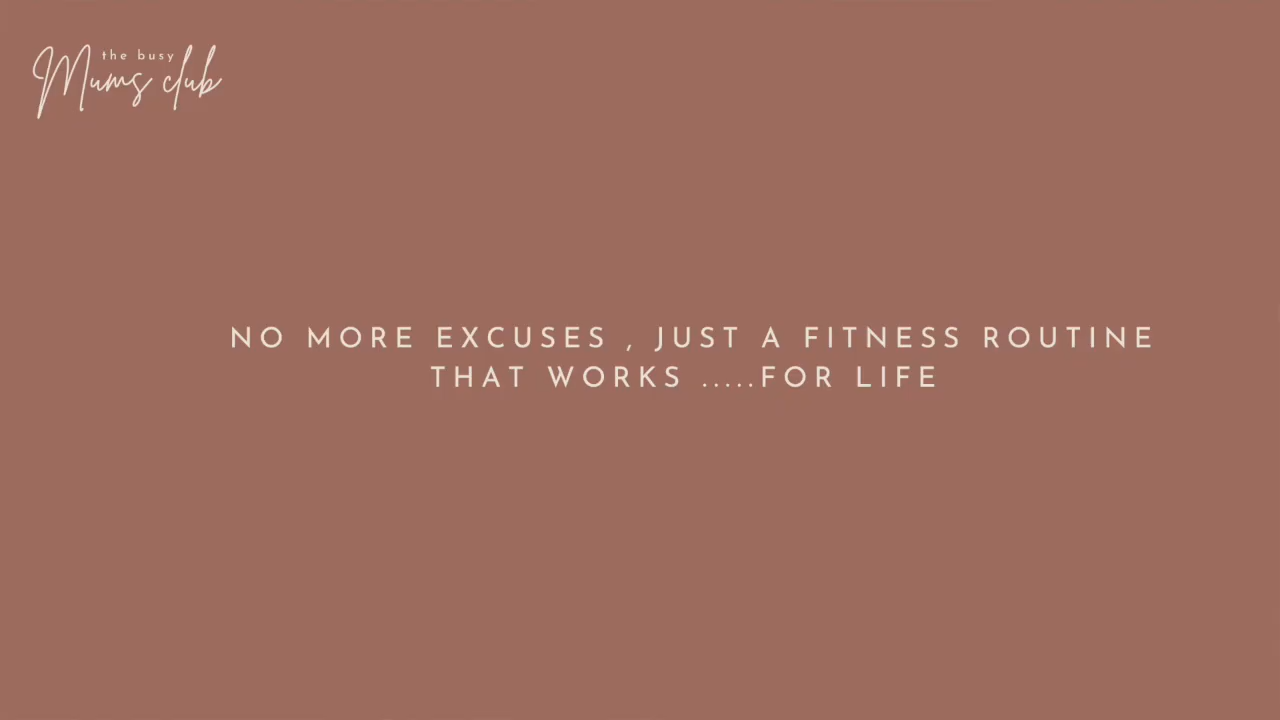 the busy
Mums club
NO MORE EXCUSES , JUST A FITNESS ROUTINE
THAT WORKS .....FOR LIFE